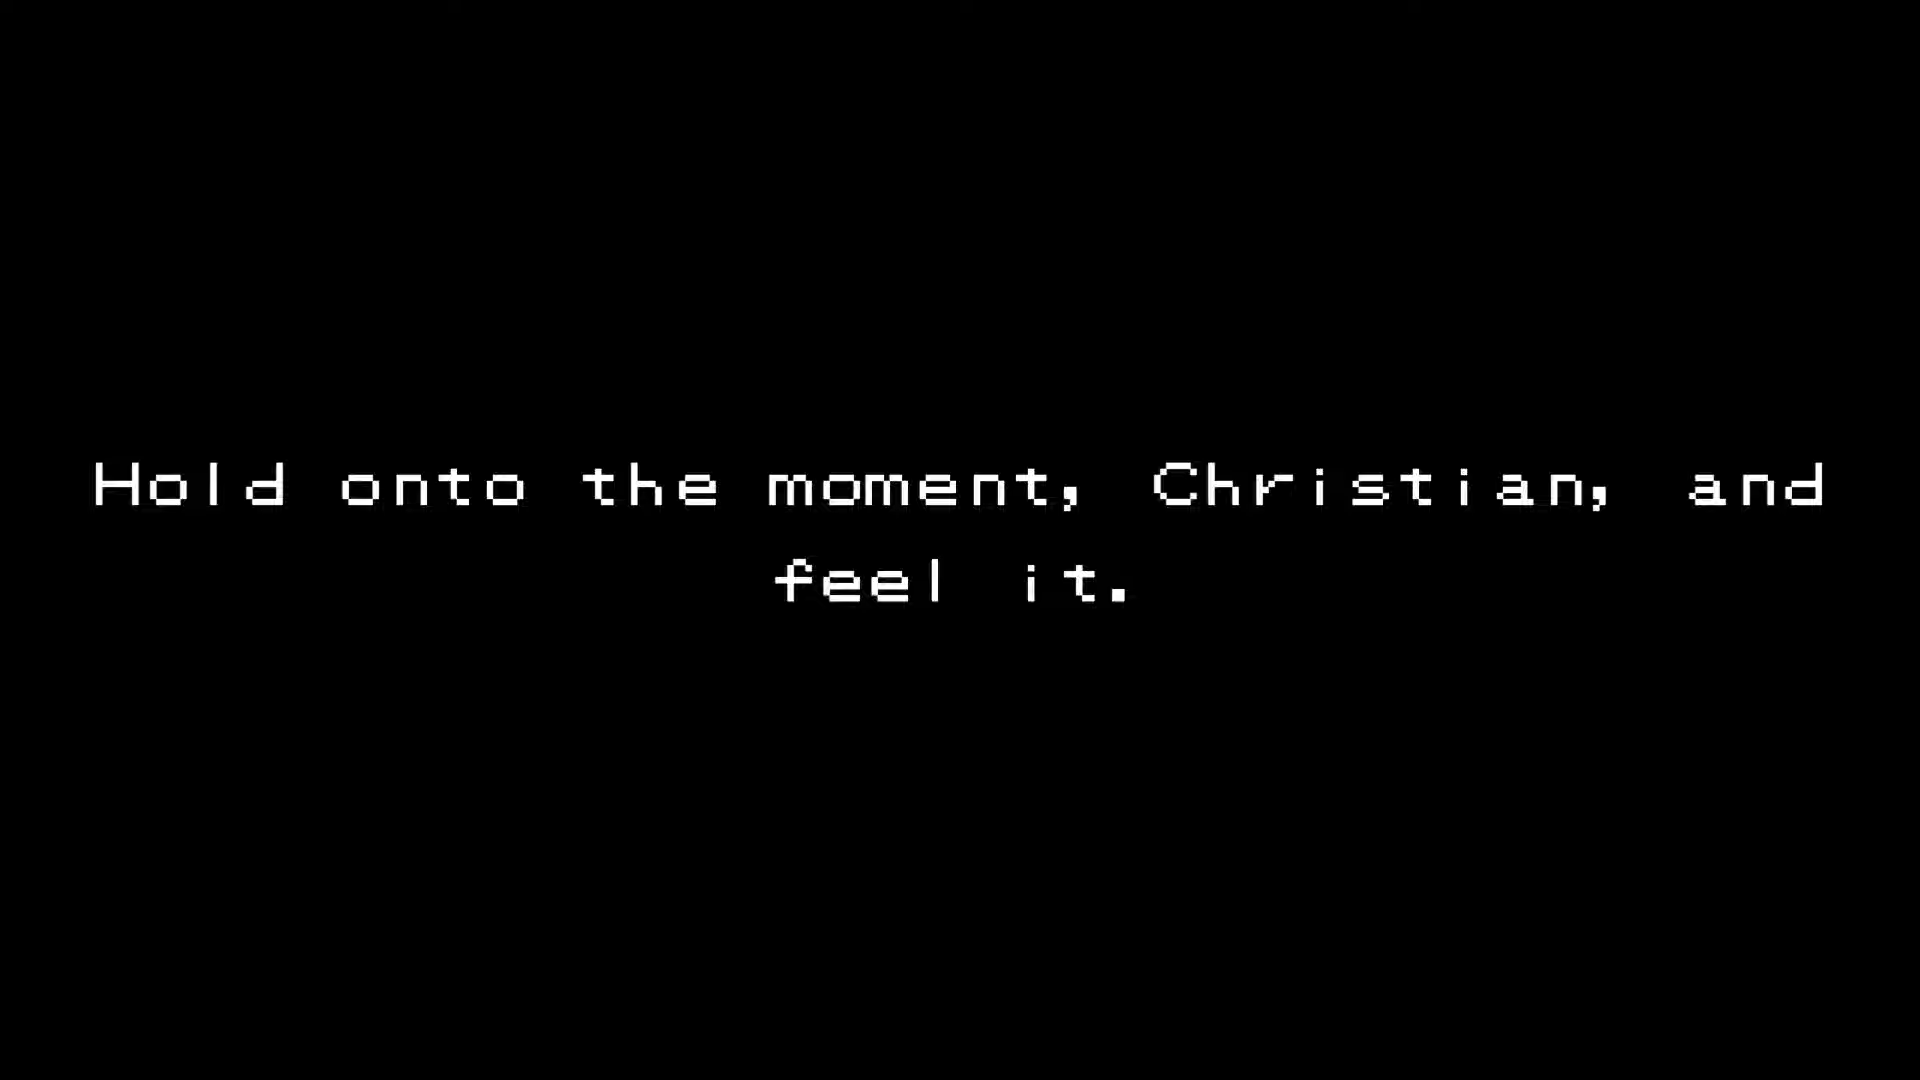 Hold onto the moment, Christian, and
feel it.